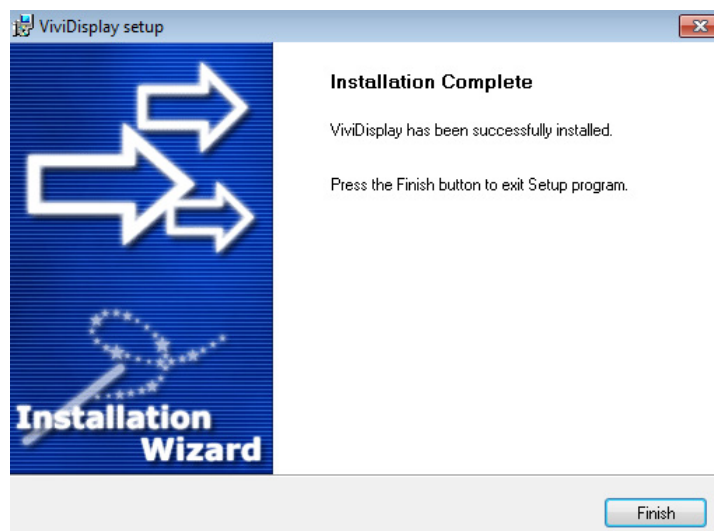 ViviDisplay setup
Installation Complete
ViviDisplay has been successfully installed.
Press the Finish button to exit Setup program.
Installation
Wizard
Finish